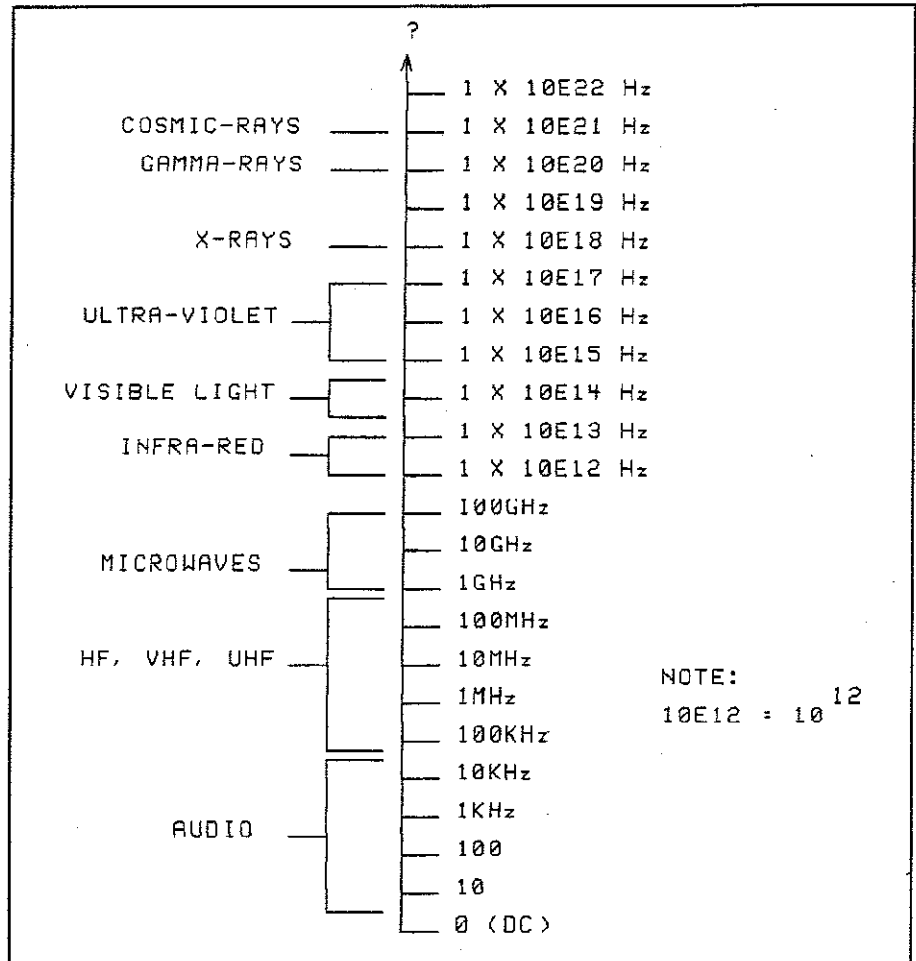 ?
1 X 10E22 Hz
COSMIC-RAYS 1 X 10E21 Hz
GAMMA-RAYS 1 X 10E20 Hz
1 X 10E19 Hz
X-RAYS 1 X 10E18 Hz
1 X 10E17 Hz
ULTRA-VIOLET 1 X 10E16 Hz
1 X 10E15 Hz
VISIBLE LIGHT 1 X 10E14 Hz
1 X 10E13 Hz
INFRA-RED
1 X 10E12 Hz
100GHz
10GHz
MICROWAVES
1GHz
100MHz
HF, VHF, UHF 10MHz
1MHz
100KHz
NOTE:
10E12 = 10 12
10KHz
1KHz
AUDIO
100
10
0 (DC)